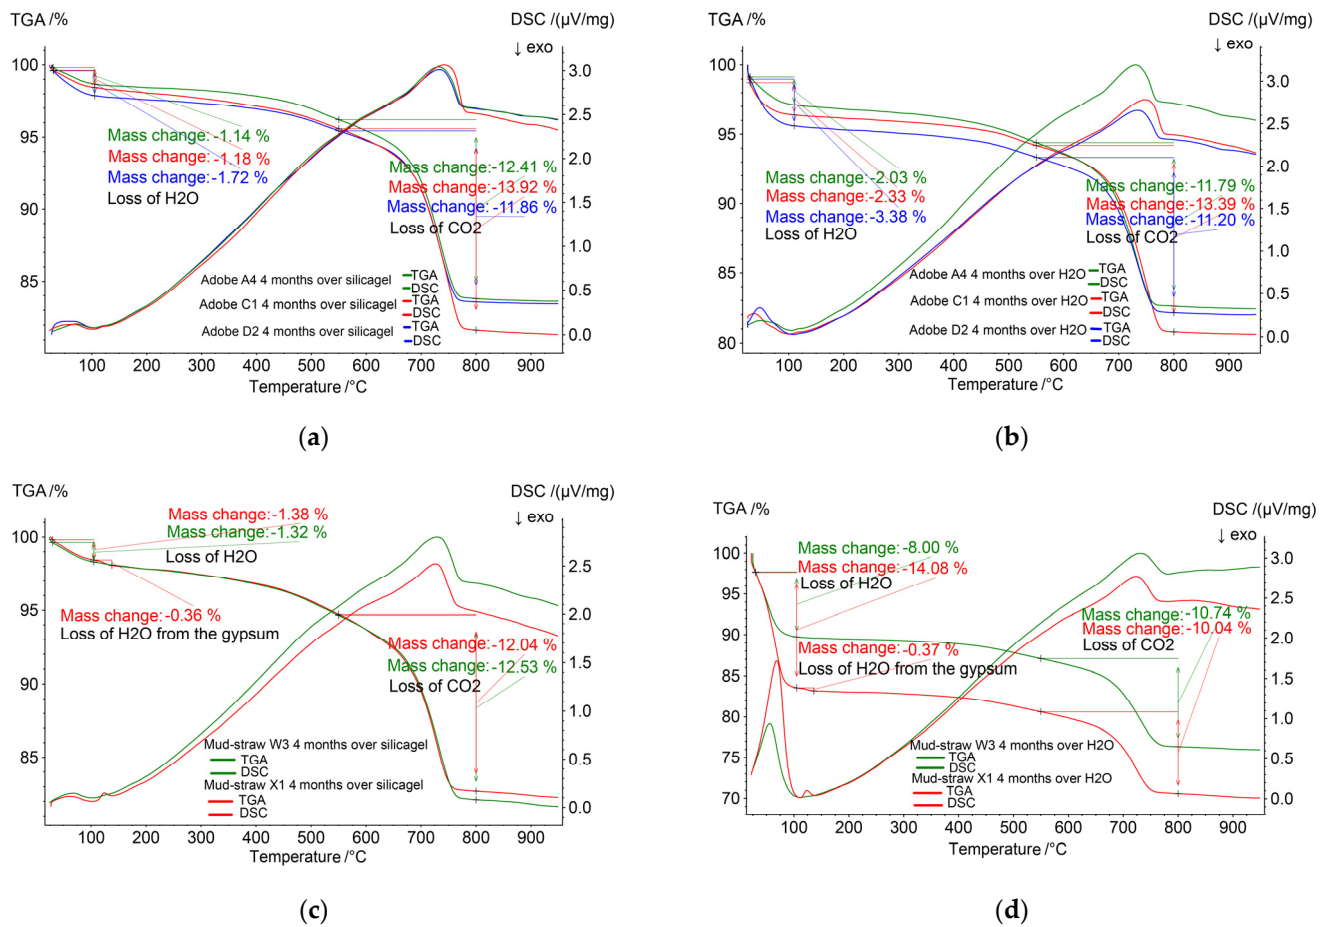 TGA /%
DSC /(µV/mg)
↓ exo
100
95
90
85
3.0
2.5
2.0
1.5
1.0
0.5
0.0
Mass change: -1.14 %
Mass change: -1.18 %
Mass change: -1.72 %
Loss of H2O
Mass change: -12.41 %
Mass change: -13.92 %
Mass change: -11.86 %
Loss of CO2
Adobe A4 4 months over silicagel
TGA
DSC
Adobe C1 4 months over silicagel
TGA
DSC
Adobe D2 4 months over silicagel
TGA
DSC
100 200 300 400 500 600 700 800 900
Temperature /°C
(a)
TGA /%
DSC /(µV/mg)
↓ exo
100
95
90
85
80
3.0
2.5
2.0
1.5
1.0
0.5
0.0
Mass change: -2.03 %
Mass change: -2.33 %
Mass change: -3.38 %
Loss of H2O
Mass change: -11.79 %
Mass change: -13.39 %
Mass change: -11.20 %
Loss of CO2
Adobe A4 4 months over H2O
TGA
DSC
Adobe C1 4 months over H2O
TGA
DSC
Adobe D2 4 months over H2O
TGA
DSC
100 200 300 400 500 600 700 800 900
Temperature /°C
(b)
TGA /%
DSC /(µV/mg)
↓ exo
100
95
90
85
2.5
2.0
1.5
1.0
0.5
0.0
Mass change: -1.38 %
Mass change: -1.32 %
Loss of H2O
Mass change: -0.36 %
Loss of H2O from the gypsum
Mass change: -12.04 %
Mass change: -12.53 %
Loss of CO2
Mud-straw W3 4 months over silicagel
TGA
DSC
Mud-straw X1 4 months over silicagel
TGA
DSC
100 200 300 400 500 600 700 800 900
Temperature /°C
(c)
TGA /%
DSC /(µV/mg)
↓ exo
100
95
90
85
80
75
70
3.0
2.5
2.0
1.5
1.0
0.5
0.0
Mass change: -8.00 %
Mass change: -14.08 %
Loss of H2O
Mass change: -0.37 %
Loss of H2O from the gypsum
Mass change: -10.74 %
Mass change: -10.04 %
Loss of CO2
Mud-straw W3 4 months over H2O
TGA
DSC
Mud-straw X1 4 months over H2O
TGA
DSC
100 200 300 400 500 600 700 800 900
Temperature /°C
(d)